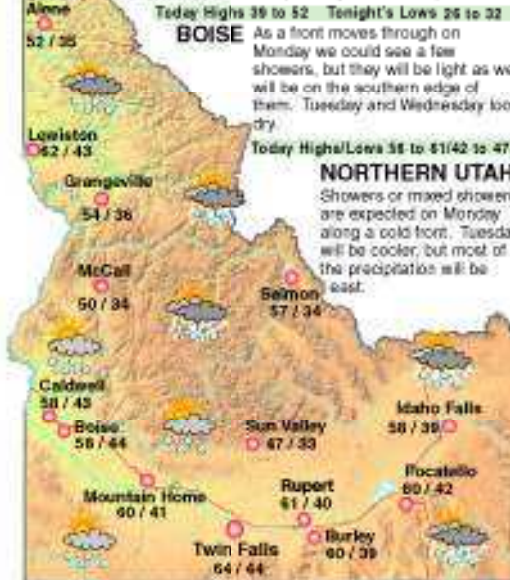 Today Highs 39 to 52 Tonight's Lows 26 to 32
BOISE As a front moves through on
Monday we could see a few
showers, but they will be light as we
will be on the southern edge of
them. Tuesday and Wednesday loo
dry.
Today Highs/Lows 56 to 61/42 to 47
NORTHERN UTAH
Showers or mixed shower
are expected on Monday
along a cold front. Tuesda
will be cooler, but most of
the precipitation will be
east.
52 / 35
Lewiston
62 / 43
Grangeville
54 / 36
McCall
50 / 34
Salmon
57 / 34
Caldwell
58 / 43
Boise
58 / 44
Sun Valley
47 / 33
Idaho Falls
58 / 39
Pocatello
60 / 42
Mountain Home
60 / 41
Rupert
61 / 40
Twin Falls
64 / 44
Burley
60 / 39